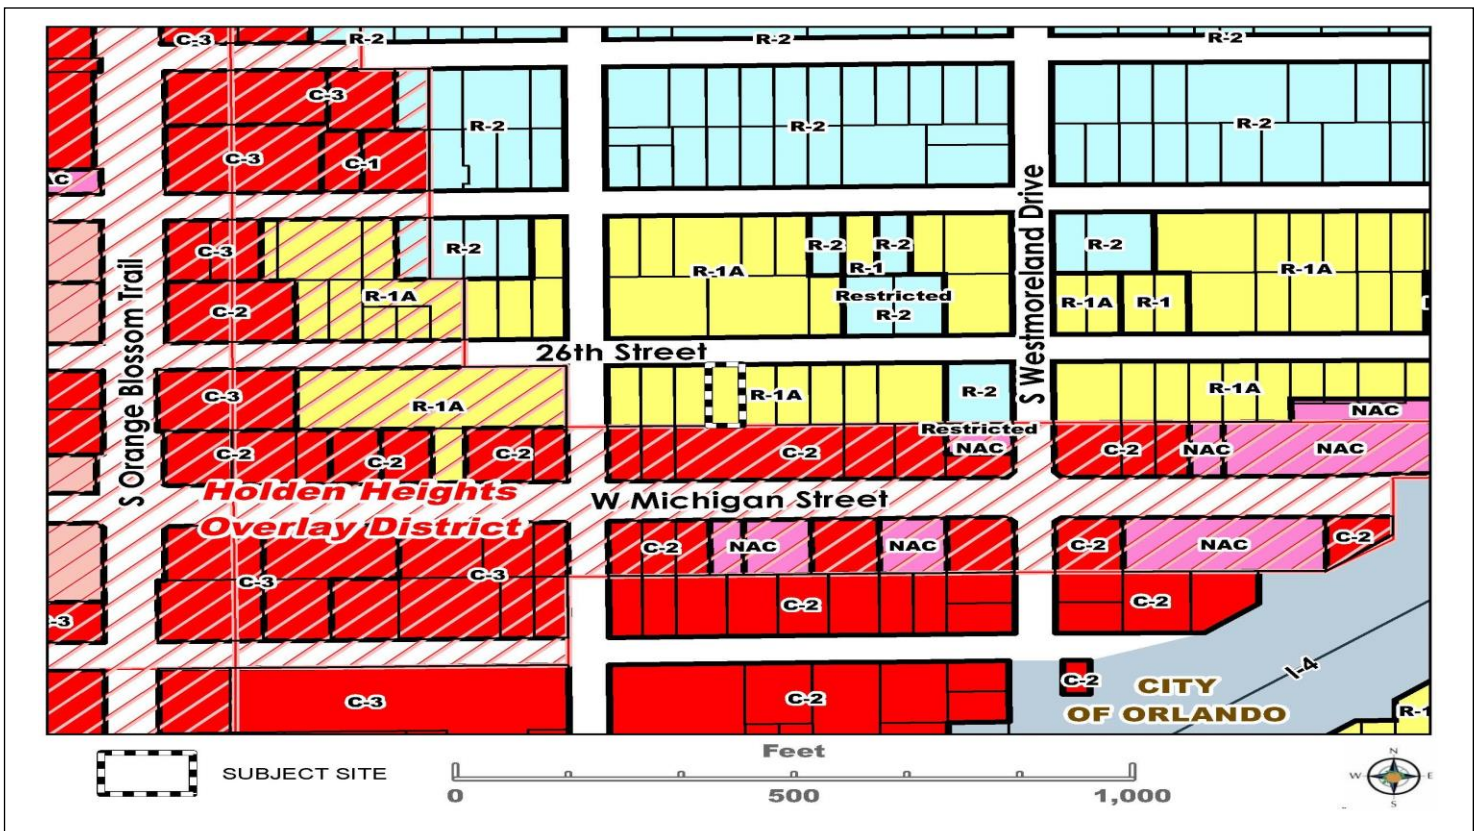 C-3
R-2
R-2
R-2
C-3
R-2
R-2
R-2
C-3
C-1
AC
C-3
R-2
R-2
R-2
R-2
R-1A
R-1
R-1A
R-1A
Restricted
R-2
R-1A
R-1
C-2
S Orange Blossom Trail
S Westmoreland Drive
26th Street
C-3
R-1A
R-1A
R-2
R-1A
NAC
Restricted
NAC
C-2
C-2
C-2
C-2
C-2
NAC
NAC
Holden Heights
Overlay District
W Michigan Street
C-2
NAC
NAC
C-2
NAC
C-2
C-3
C-3
C-2
C-2
-3
I-4
C-3
C-2
C-2
CITY
OF ORLANDO
R-1
SUBJECT SITE
Feet
0
500
1,000
N
W
E
S